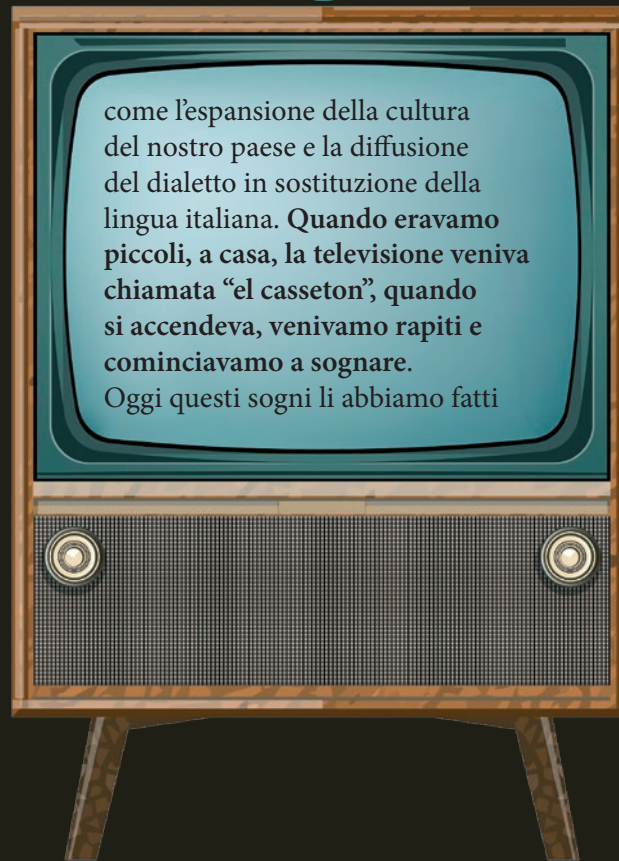 come l’espansione della cultura
del nostro paese e la diffusione
del dialetto in sostituzione della
lingua italiana. Quando eravamo
piccoli, a casa, la televisione veniva
chiamata “el casseton”, quando
si accendeva, venivamo rapiti e
cominciavamo a sognare.
Oggi questi sogni li abbiamo fatti